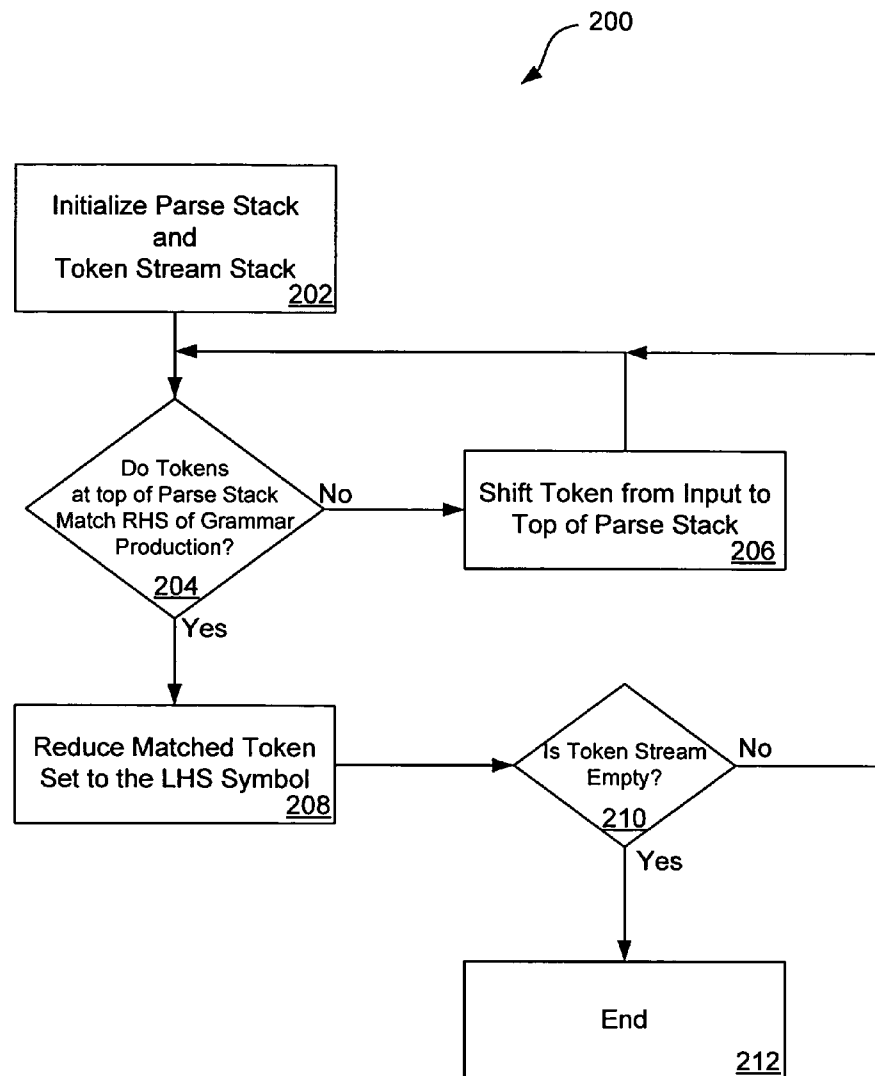 200
Initialize Parse Stack
and
Token Stream Stack
202
Do Tokens
at top of Parse Stack
Match RHS of Grammar
Production?
204
No
Shift Token from Input to
Top of Parse Stack
206
Yes
Reduce Matched Token
Set to the LHS Symbol
208
Is Token Stream
Empty?
210
No
Yes
End
212